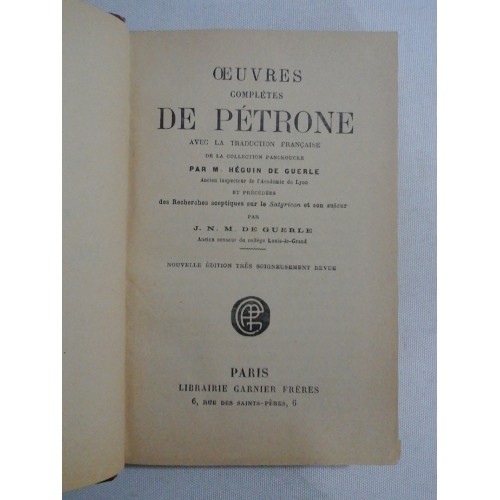 ŒUVRES
COMPLÈTES
DE PÉTRONE
AVEC LA TRADUCTION FRANÇAISE
DE LA COLLECTION PANCKOUCKE
PAR M. HÉGUIN DE GUERLE
Ancien inspecteur de l'Académie de Lyon
ET PRÉCÉDÉES
des Recherches sceptiques sur le Satyricon et son auteur
PAR
J. N. M. DE GUERLE
Ancien censeur du collège Louis-le-Grand
NOUVELLE ÉDITION TRÈS SOIGNEUSEMENT REVUE
PARIS
LIBRAIRIE GARNIER FRÈRES
6, RUE DES SAINTS-PÈRES, 6